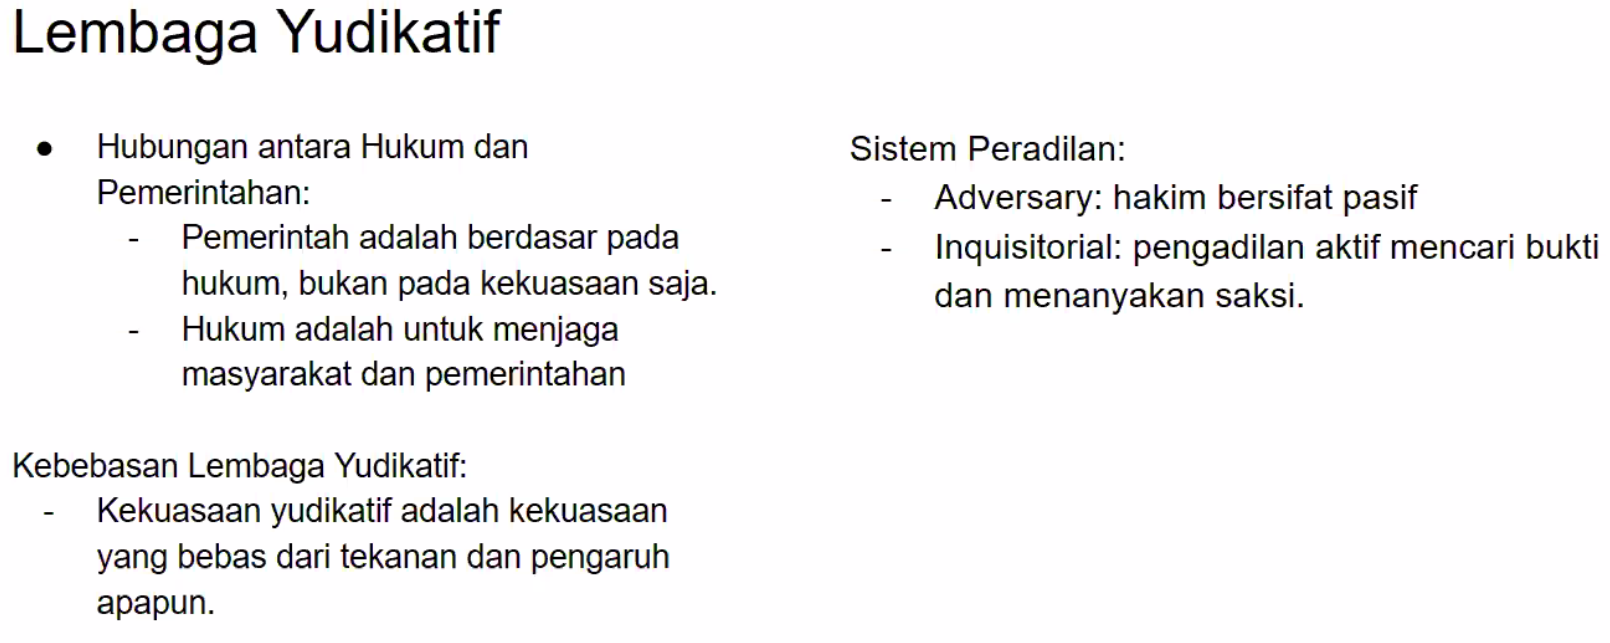 Lembaga Yudikatif
● Hubungan antara Hukum dan
Pemerintahan:
- Pemerintah adalah berdasar pada
hukum, bukan pada kekuasaan saja.
- Hukum adalah untuk menjaga
masyarakat dan pemerintahan
Kebebasan Lembaga Yudikatif:
- Kekuasaan yudikatif adalah kekuasaan
yang bebas dari tekanan dan pengaruh
apapun.
Sistem Peradilan:
- Adversary: hakim bersifat pasif
- Inquisitorial: pengadilan aktif mencari bukti
dan menanyakan saksi.